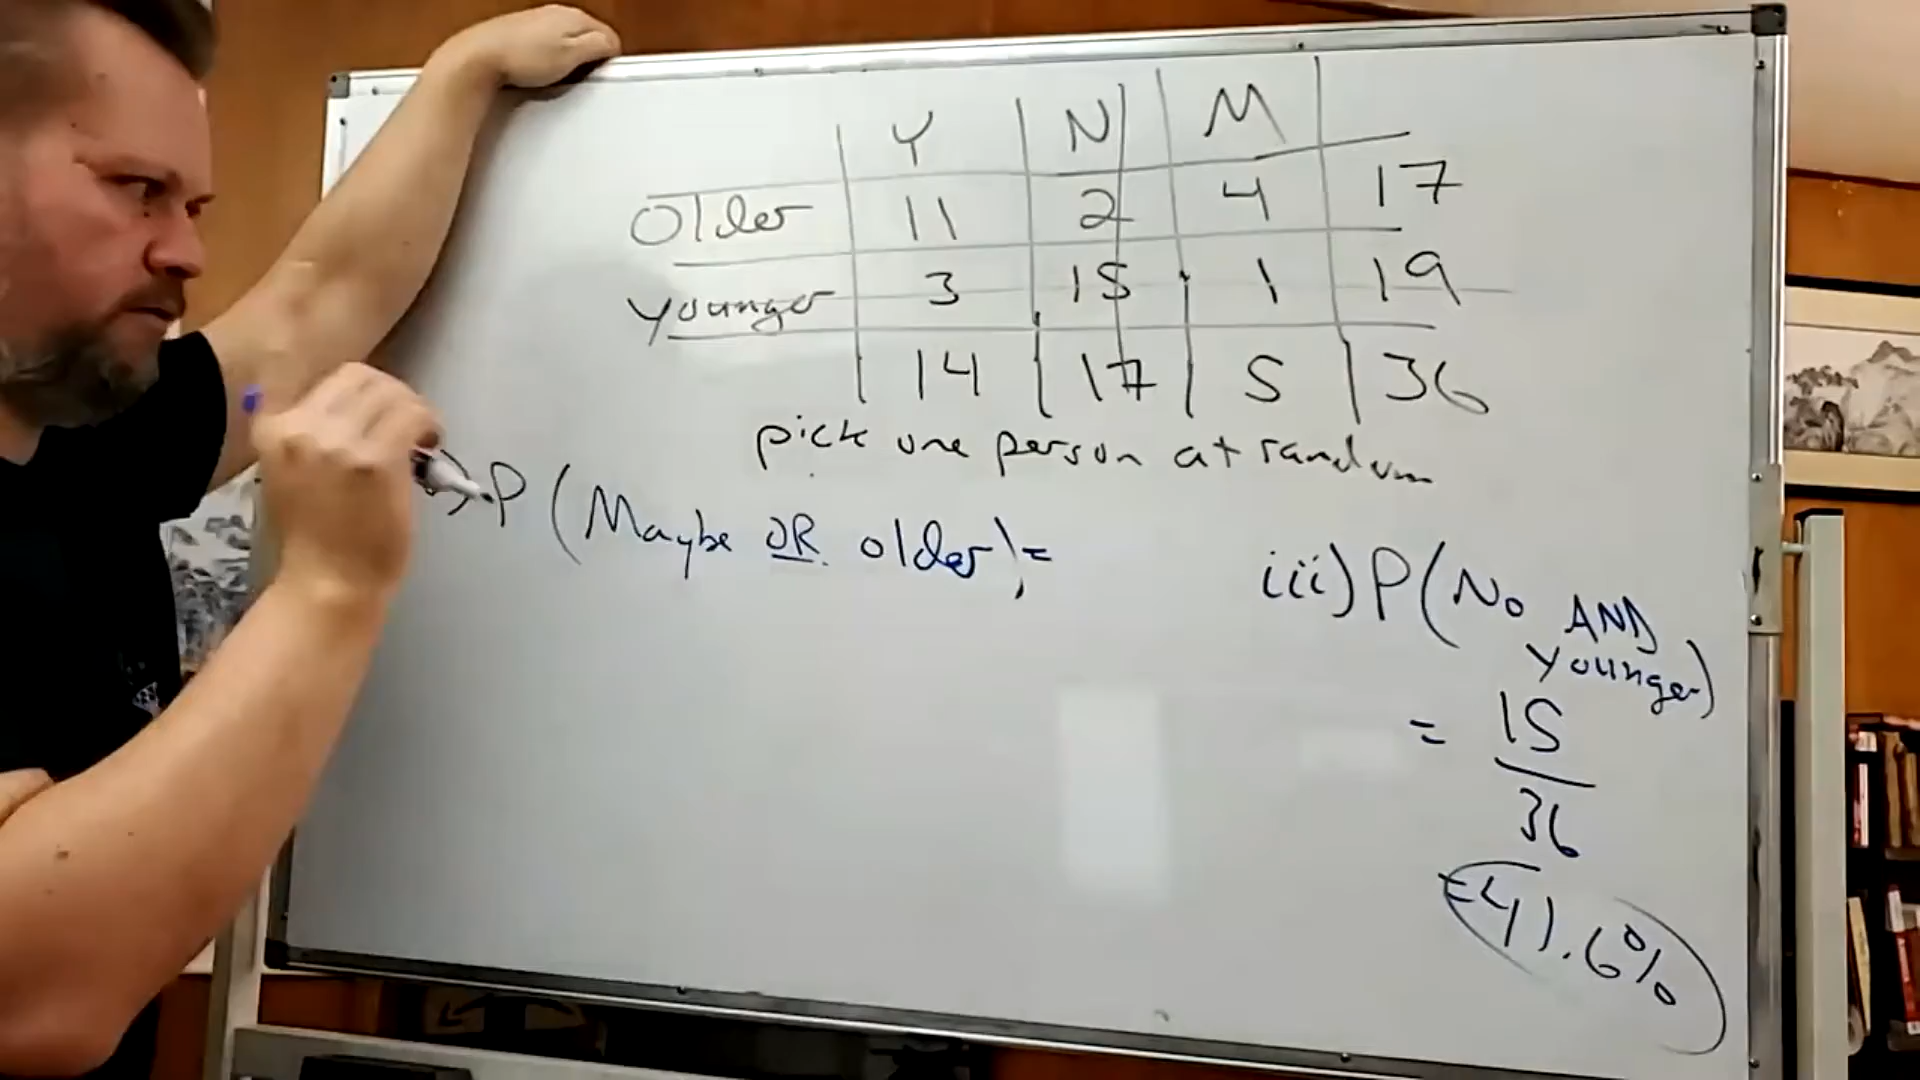 Y N M
Older 11 2 4 17
Younger 3 15 1 19
14 17 5 36
pick one person at random
) P (Maybe OR older) =
iii) P (No AND
younger)
= 15
36
= 41.6%